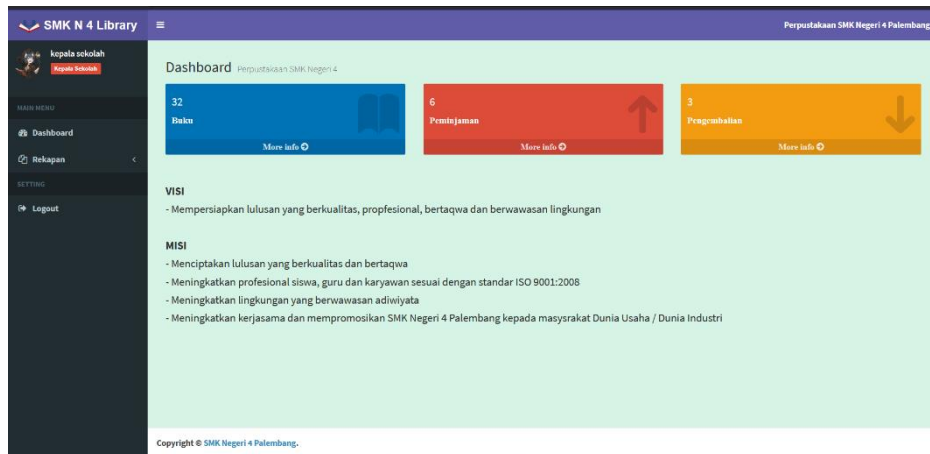 SMK N 4 Library
Perpustakaan SMK Negeri 4 Palembang
kepala sekolah
Kepala Sekolah
MAIN MENU
Dashboard
Rekapan
SETTING
Logout
Dashboard Perpustakaan SMK Negeri 4
32
Buku
More info
6
Peminjaman
More info
3
Pengembalian
More info
VISI
- Mempersiapkan lulusan yang berkualitas, propfesional, bertaqwa dan berwawasan lingkungan
MISI
- Menciptakan lulusan yang berkualitas dan bertaqwa
- Meningkatkan profesional siswa, guru dan karyawan sesuai dengan standar ISO 9001:2008
- Meningkatkan lingkungan yang berwawasan adiwiyata
- Meningkatkan kerjasama dan mempromosikan SMK Negeri 4 Palembang kepada masysrakat Dunia Usaha / Dunia Industri
Copyright © SMK Negeri 4 Palembang.